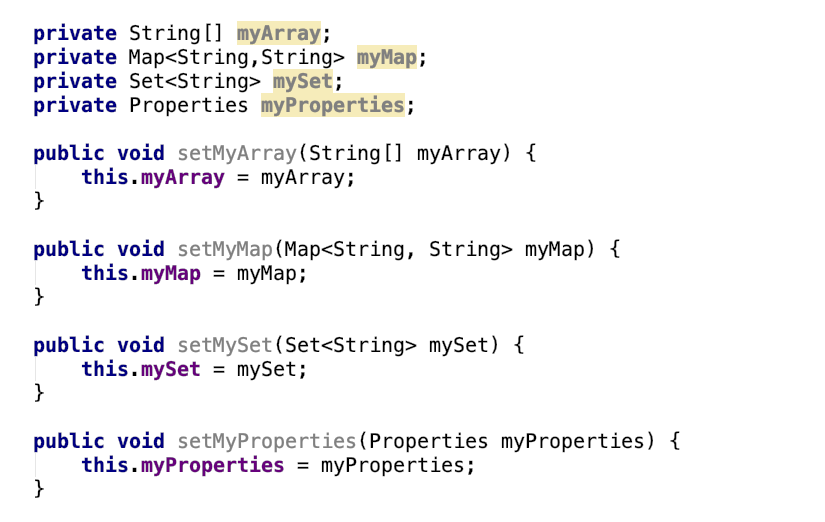 private String[] myArray;
private Map<String,String> myMap;
private Set<String> mySet;
private Properties myProperties;
public void setMyArray(String[] myArray) {
this.myArray = myArray;
}
public void setMyMap(Map<String, String> myMap) {
this.myMap = myMap;
}
public void setMySet(Set<String> mySet) {
this.mySet = mySet;
}
public void setMyProperties(Properties myProperties) {
this.myProperties = myProperties;
}